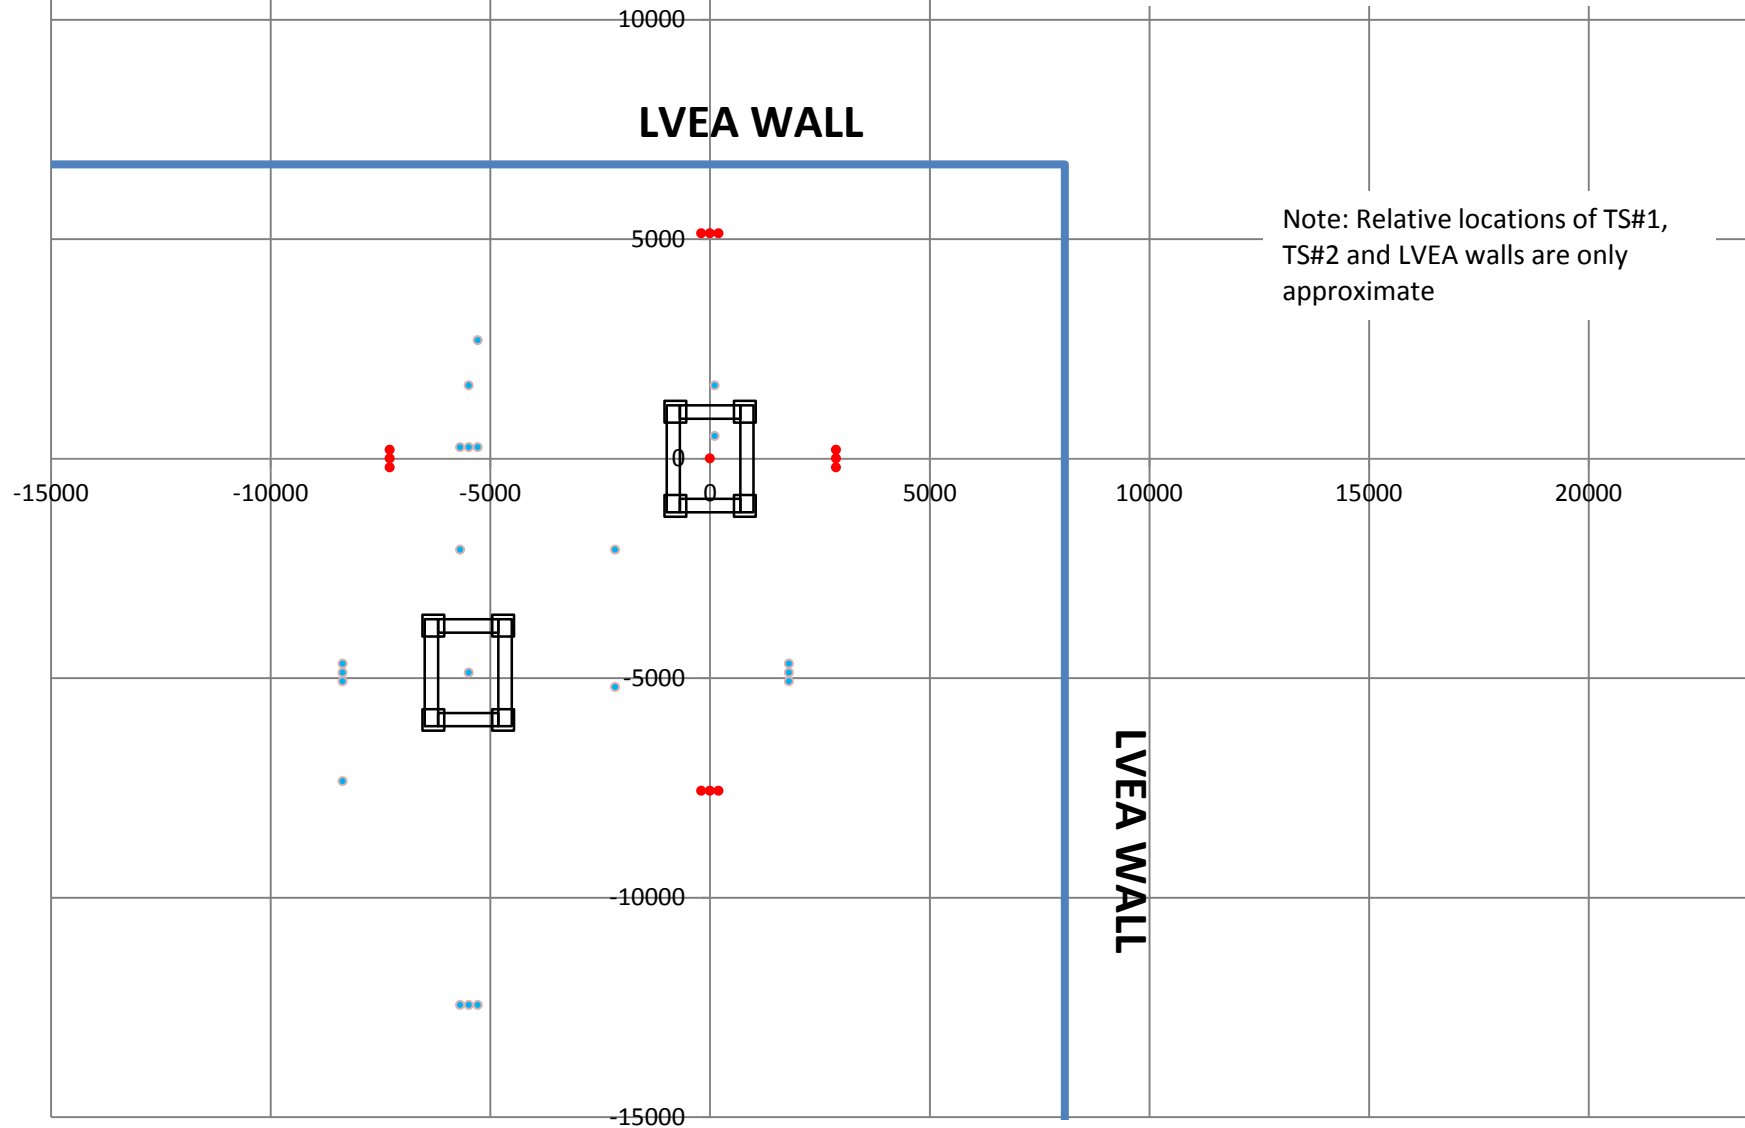 10000
LVEA WALL
Note: Relative locations of TS#1,
TS#2 and LVEA walls are only
approximate
5000
0
-15000 -10000 -5000 0 5000 10000 15000 20000
-5000
LVEA WALL
-10000
-15000